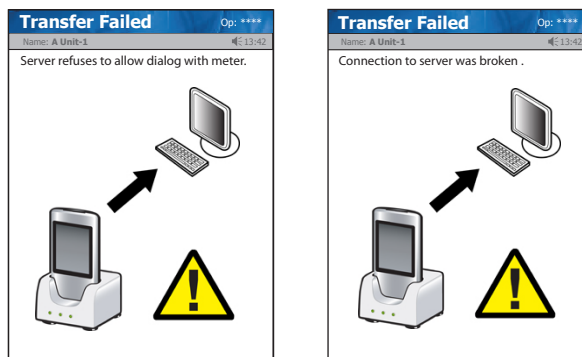 Transfer Failed Op: ****
Name: A Unit-1 13:42
Server refuses to allow dialog with meter.
Transfer Failed Op: ****
Name: A Unit-1 13:42
Connection to server was broken .